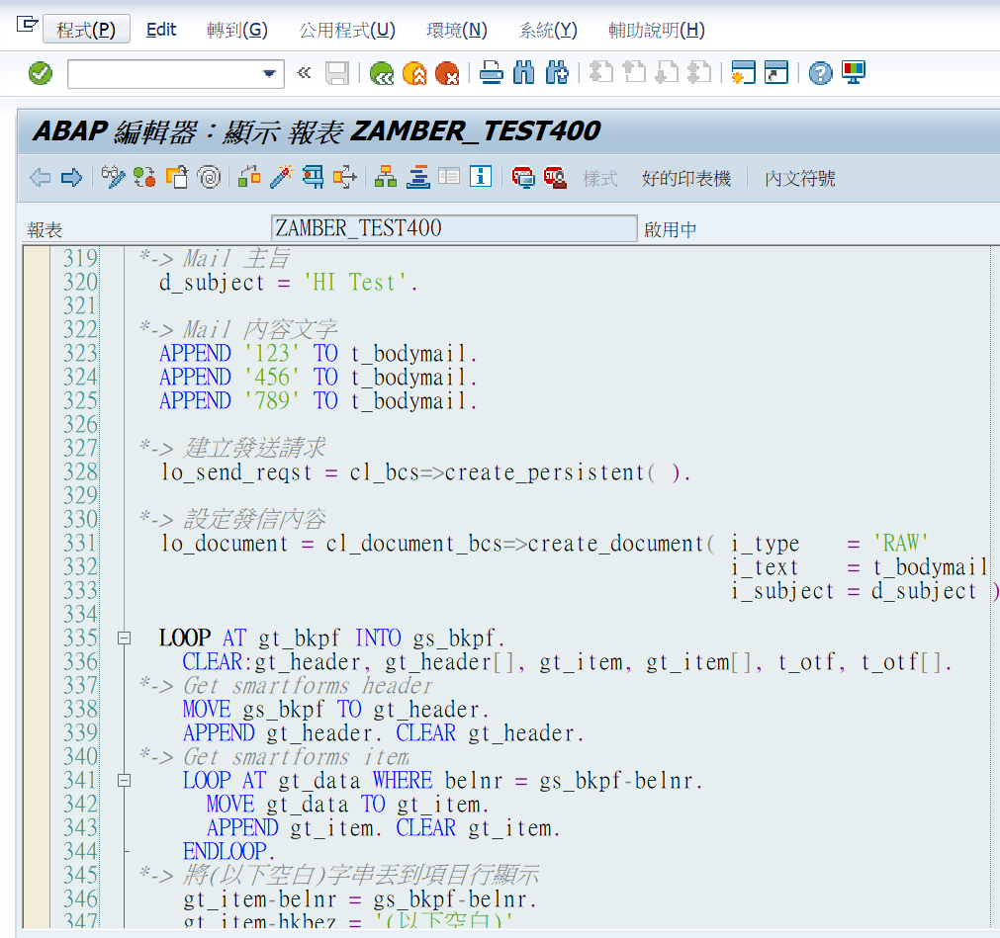 程式(P) Edit 轉到(G) 公用程式(U) 環境(N) 系統(Y) 輔助說明(H)
ABAP 編輯器：顯示 報表 ZAMBER_TEST400
樣式 好的印表機 內文符號
報表 ZAMBER_TEST400 啟用中
319 *-> Mail 主旨
320 d_subject = 'HI Test'.
321
322 *-> Mail 內容文字
323 APPEND '123' TO t_bodymail.
324 APPEND '456' TO t_bodymail.
325 APPEND '789' TO t_bodymail.
326
327 *-> 建立發送請求
328 lo_send_reqst = cl_bcs=>create_persistent( ).
329
330 *-> 設定發信內容
331 lo_document = cl_document_bcs=>create_document( i_type = 'RAW'
332 i_text = t_bodymail
333 i_subject = d_subject )
334
335 LOOP AT gt_bkpf INTO gs_bkpf.
336 CLEAR:gt_header, gt_header[], gt_item, gt_item[], t_otf, t_otf[].
337 *-> Get smartforms header
338 MOVE gs_bkpf TO gt_header.
339 APPEND gt_header. CLEAR gt_header.
340 *-> Get smartforms item
341 LOOP AT gt_data WHERE belnr = gs_bkpf-belnr.
342 MOVE gt_data TO gt_item.
343 APPEND gt_item. CLEAR gt_item.
344 ENDLOOP.
345 *-> 將(以下空白)字串丟到項目行顯示
346 gt_item-belnr = gs_bkpf-belnr.
347 gt_item-hkbez = '(以下空白)'